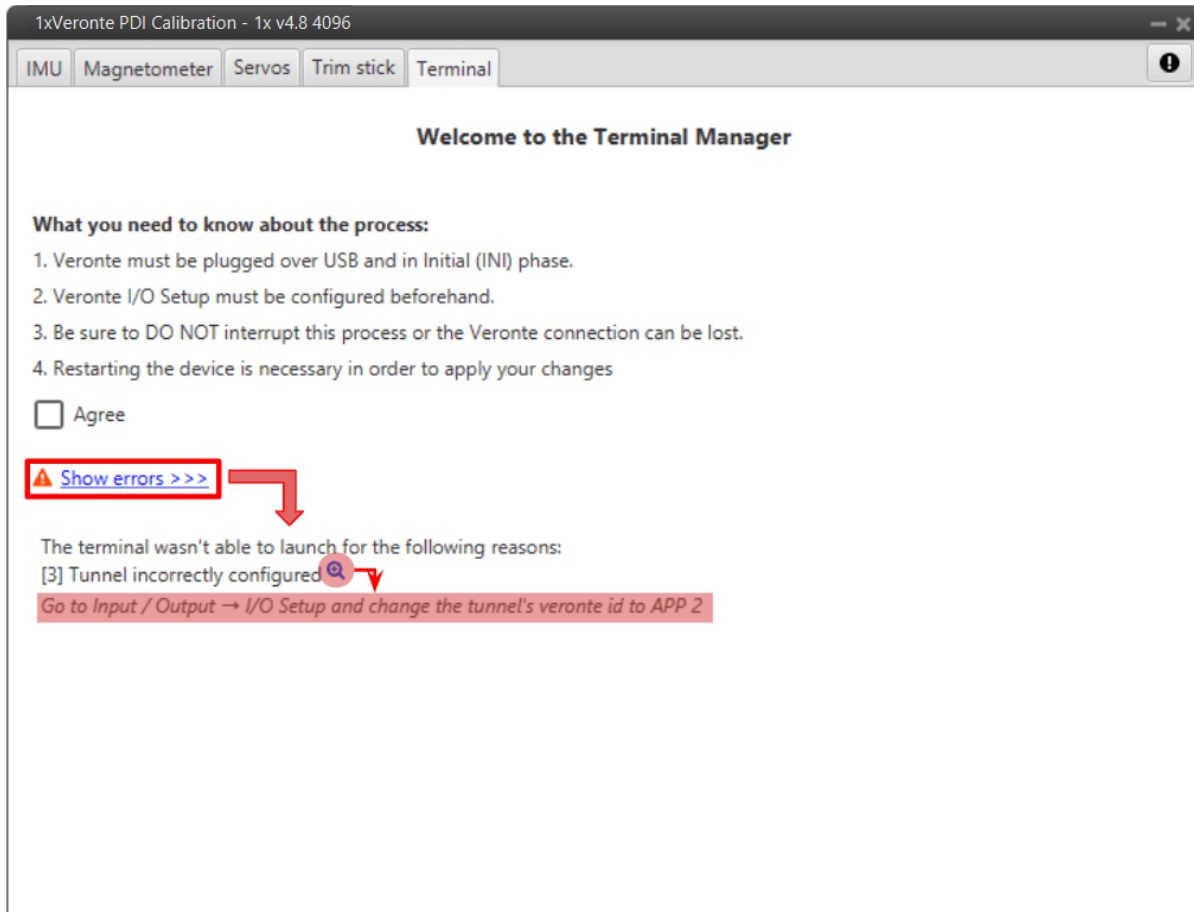 1xVeronte PDI Calibration - 1x v4.8 4096
IMU Magnetometer Servos Trim stick Terminal
Welcome to the Terminal Manager
What you need to know about the process:
1. Veronte must be plugged over USB and in Initial (INI) phase.
2. Veronte I/O Setup must be configured beforehand.
3. Be sure to DO NOT interrupt this process or the Veronte connection can be lost.
4. Restarting the device is necessary in order to apply your changes
Agree
Show errors >>>
The terminal wasn't able to launch for the following reasons:
[3] Tunnel incorrectly configured
Go to Input / Output → I/O Setup and change the tunnel's veronte id to APP 2